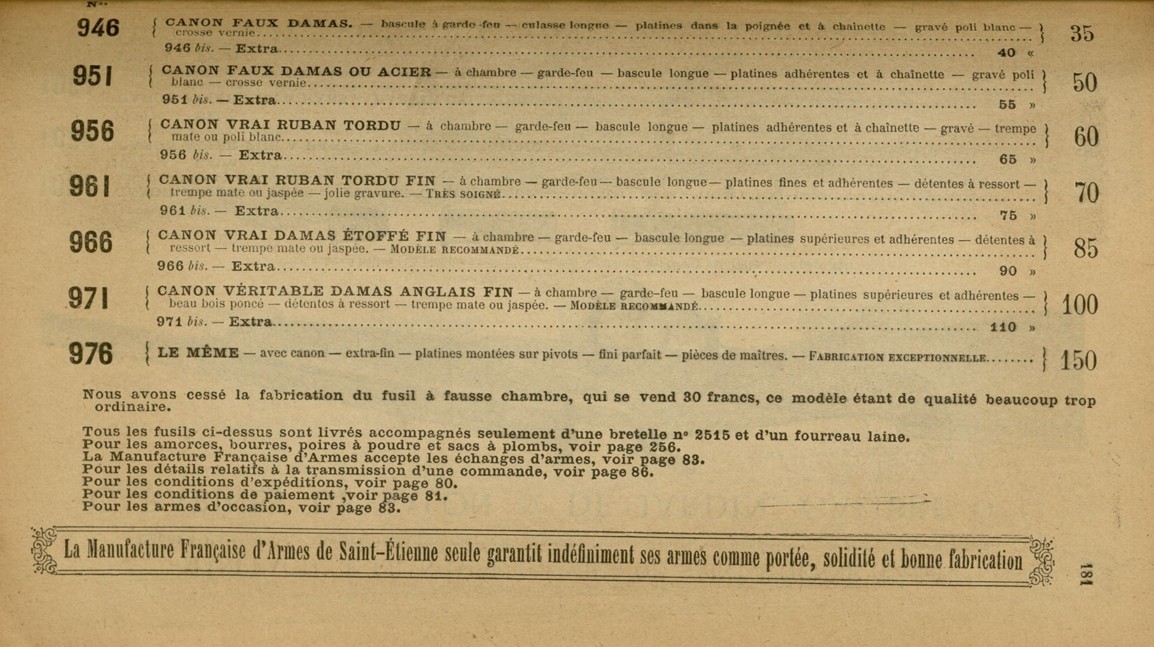 Nos
946 { CANON FAUX DAMAS. — bascule à garde-feu — culasse longue — platines dans la poignée et à chaînette — gravé poli blanc — } 35
crosse vernie
946 bis. — Extra 40 «
951 { CANON FAUX DAMAS OU ACIER — à chambre — garde-feu — bascule longue — platines adhérentes et à chaînette — gravé poli } 50
blanc — crosse vernie
951 bis. — Extra 55 »
956 { CANON VRAI RUBAN TORDU — à chambre — garde-feu — bascule longue — platines adhérentes et à chaînette — gravé — trempe } 60
mate ou poli blanc
956 bis. — Extra 65 »
961 { CANON VRAI RUBAN TORDU FIN — à chambre — garde-feu — bascule longue — platines fines et adhérentes — détentes à ressort — } 70
trempe mate ou jaspée — jolie gravure. — TRÈS SOIGNÉ
961 bis. — Extra 75 »
966 { CANON VRAI DAMAS ÉTOFFÉ FIN — à chambre — garde-feu — bascule longue — platines supérieures et adhérentes — détentes à } 85
ressort — trempe mate ou jaspée. — MODÈLE RECOMMANDÉ
966 bis. — Extra 90 »
971 { CANON VÉRITABLE DAMAS ANGLAIS FIN — à chambre — garde-feu — bascule longue — platines supérieures et adhérentes — } 100
beau bois poncé — détentes à ressort — trempe mate ou jaspée. — MODÈLE RECOMMANDÉ
971 bis. — Extra 110 »
976 { LE MÊME — avec canon — extra-fin — platines montées sur pivots — fini parfait — pièces de maîtres. — FABRICATION EXCEPTIONNELLE } 150
Nous avons cessé la fabrication du fusil à fausse chambre, qui se vend 30 francs, ce modèle étant de qualité beaucoup trop
ordinaire.
Tous les fusils ci-dessus sont livrés accompagnés seulement d'une bretelle n° 2515 et d'un fourreau laine.
Pour les amorces, bourres, poires à poudre et sacs à plombs, voir page 256.
La Manufacture Française d'Armes accepte les échanges d'armes, voir page 83.
Pour les détails relatifs à la transmission d'une commande, voir page 86.
Pour les conditions d'expéditions, voir page 80.
Pour les conditions de paiement ,voir page 81.
Pour les armes d'occasion, voir page 83.
La Manufacture Française d'Armes de Saint-Étienne seule garantit indéfiniment ses armes comme portée, solidité et bonne fabrication
181